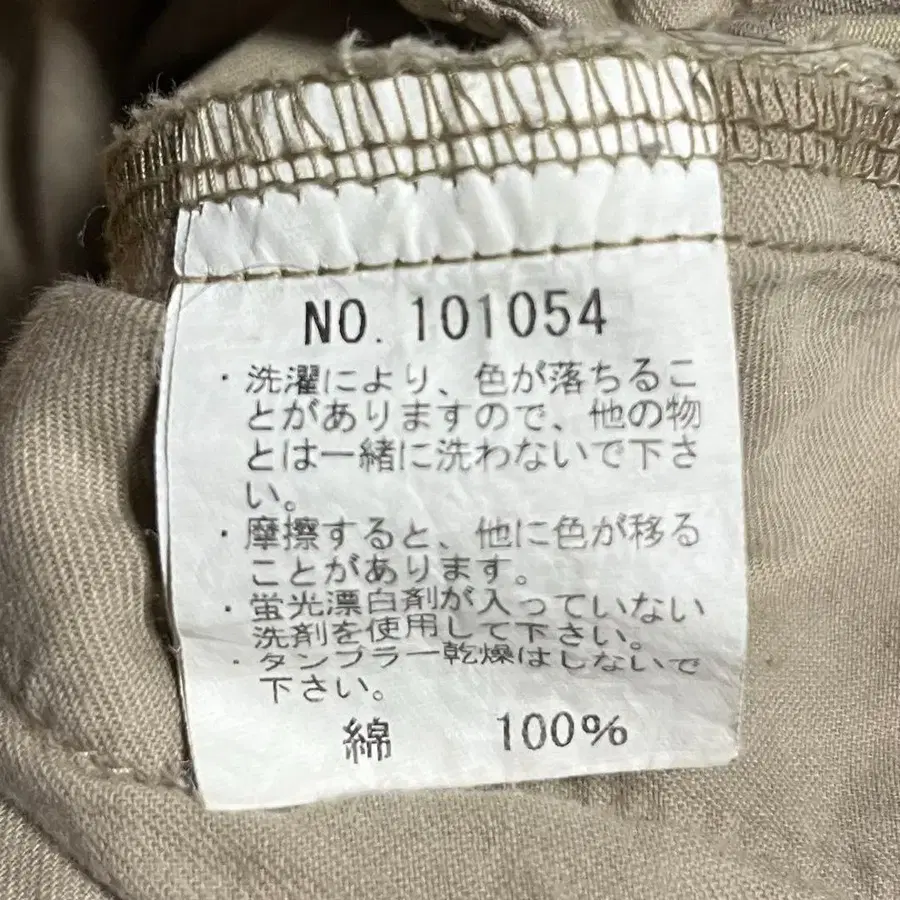 NO. 101054
・洗濯により、色が落ちるこ
とがありますので、他の物
とは一緒に洗わないで下さ
い。
・摩擦すると、他に色が移る
ことがあります。
・蛍光漂白剤が入っていない
洗剤を使用して下さい。
・タンブラー乾燥はしないで
下さい。
綿 100%